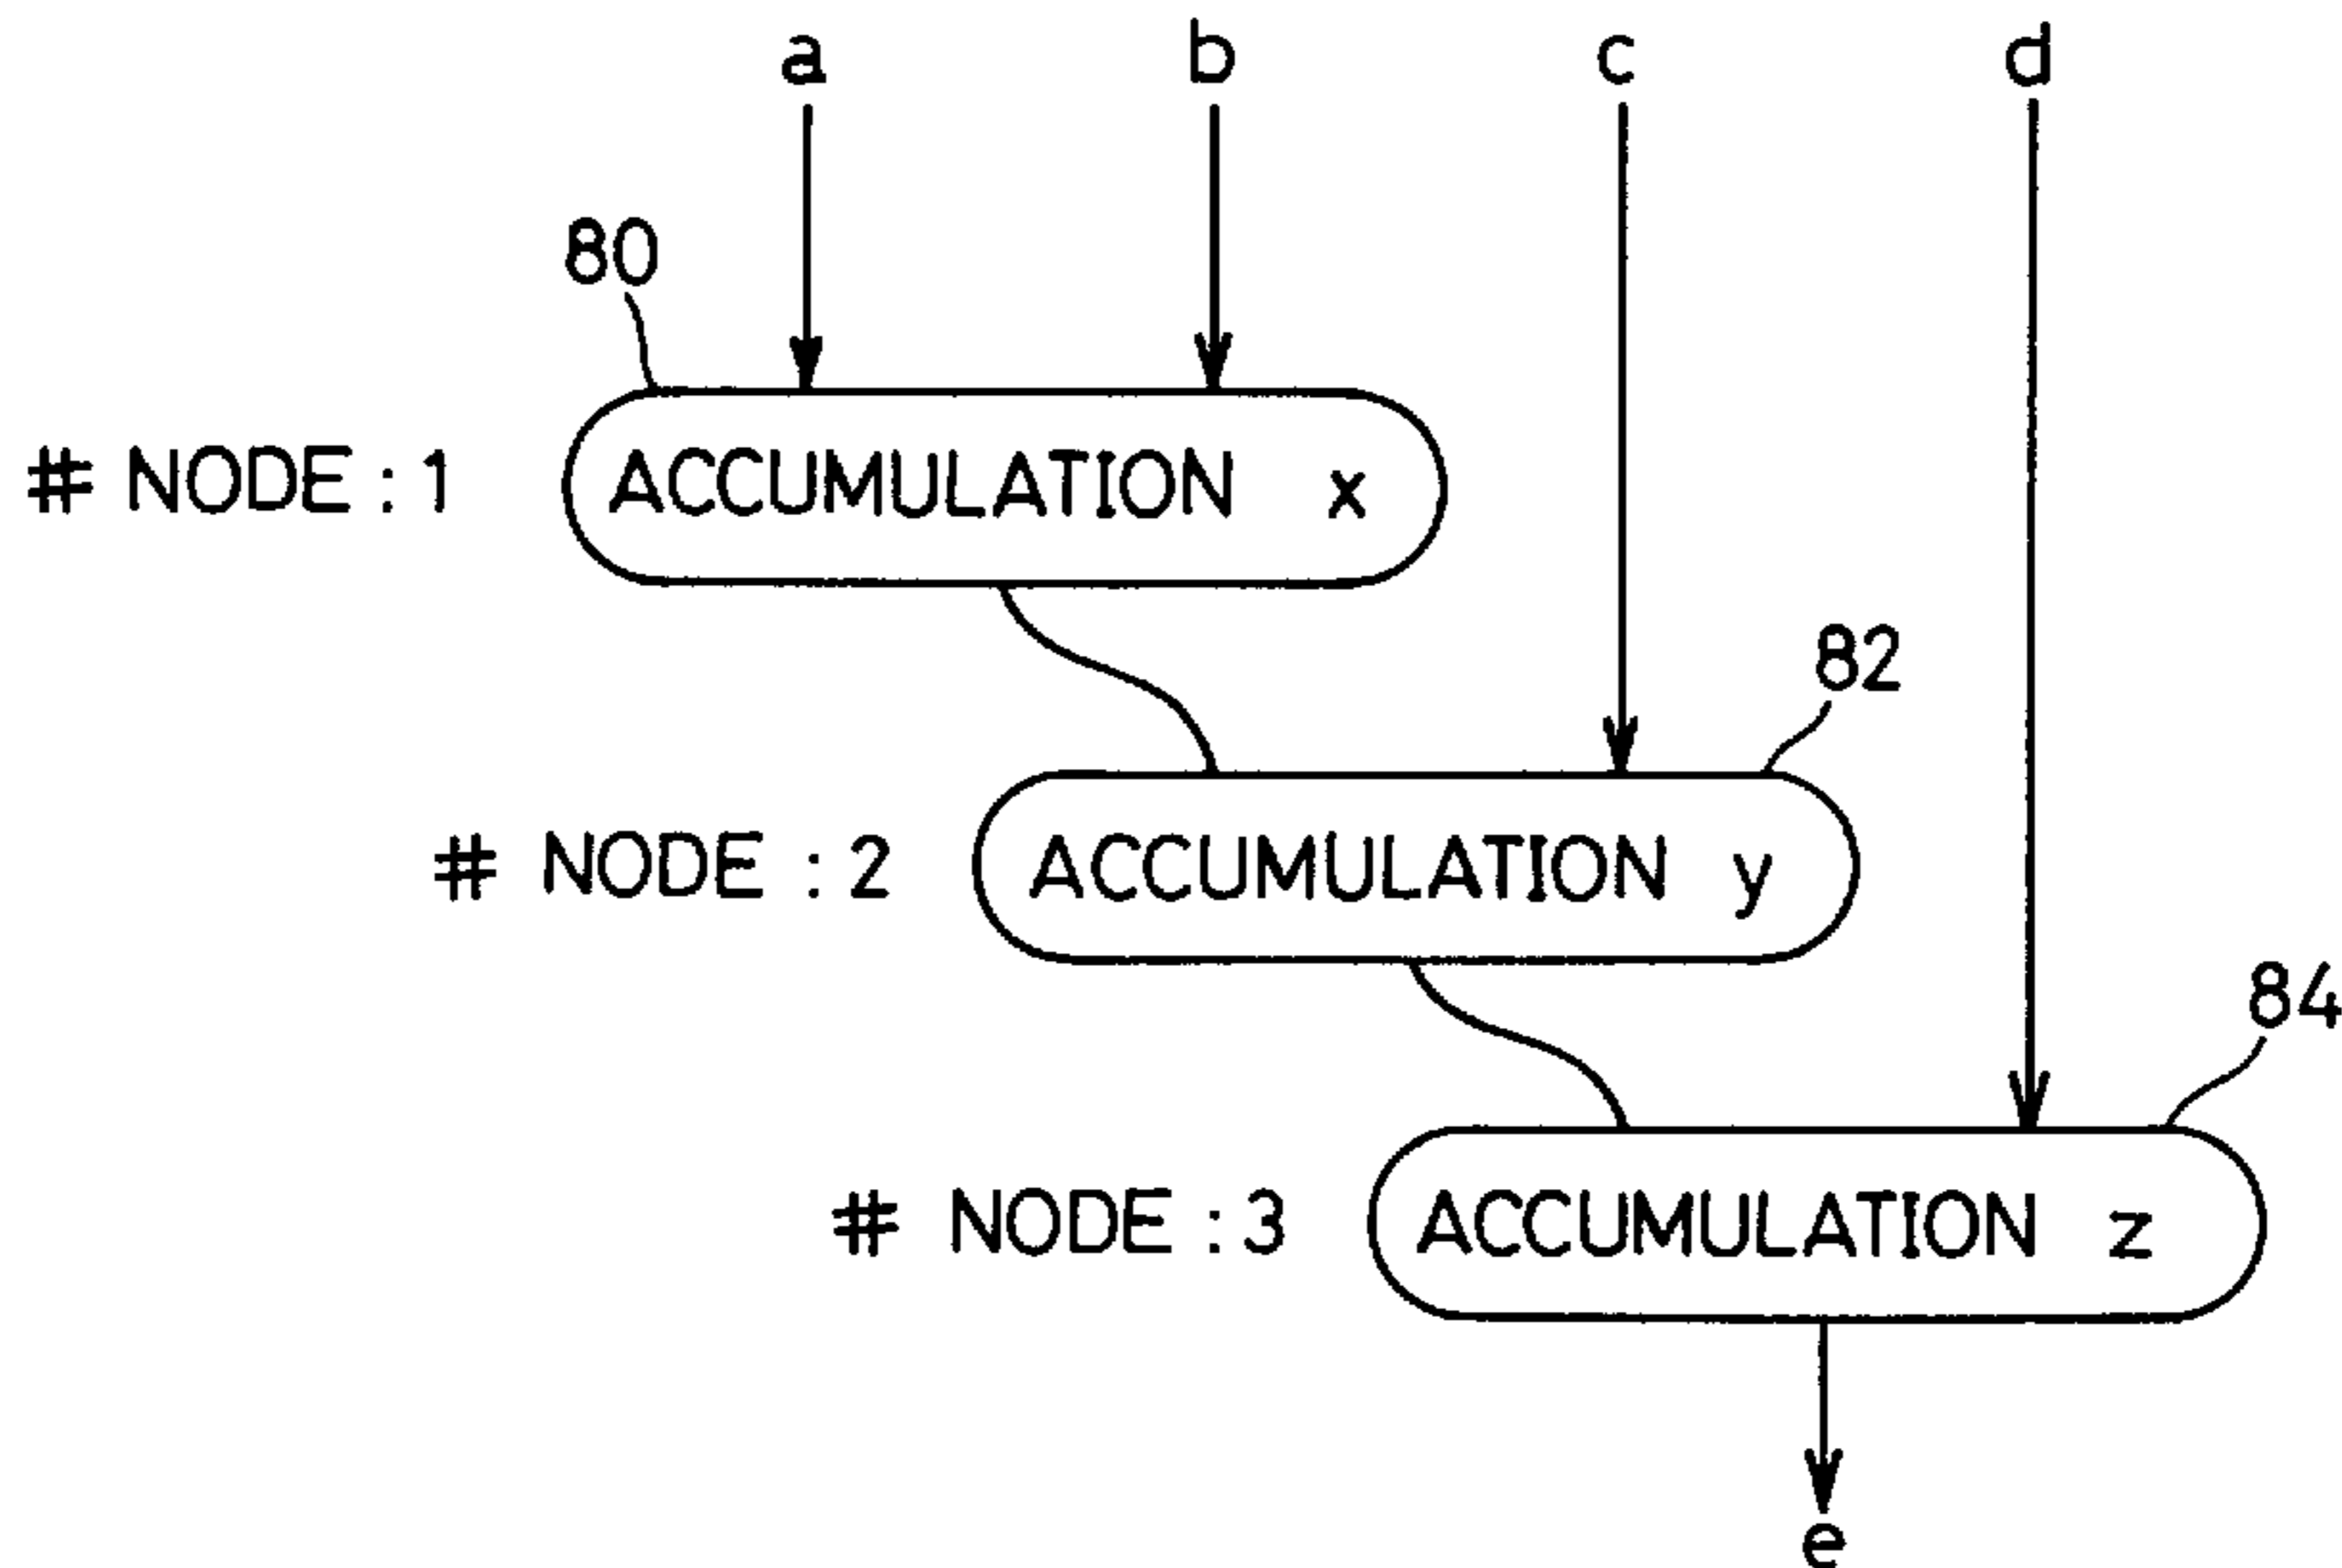 a b c d
80
# NODE : 1 ACCUMULATION x
82
# NODE : 2 ACCUMULATION y
84
# NODE : 3 ACCUMULATION z
e